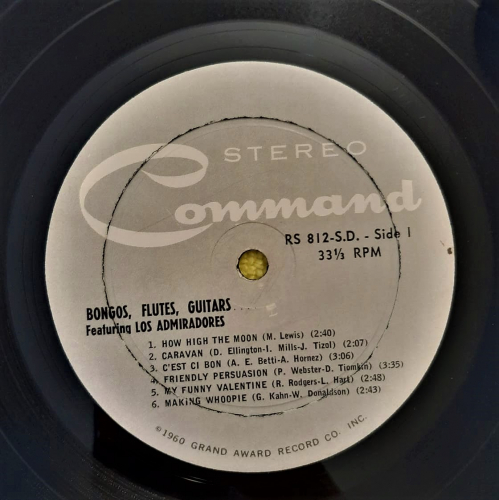 STEREO
Command
RS 812-S.D. - Side 1
33⅓ RPM
BONGOS, FLUTES, GUITARS.....
Featuring LOS ADMIRADORES
1. HOW HIGH THE MOON (M. Lewis) (2:40)
2. CARAVAN (D. Ellington-I. Mills-J. Tizol) (2:07)
3. C'EST CI BON (A. E. Betti-A. Hornez) (3:06)
4. FRIENDLY PERSUASION (P. Webster-D. Tiomkin) (3:35)
5. MY FUNNY VALENTINE (R. Rodgers-L. Hart) (2:48)
6. MAKING WHOOPIE (G. Kahn-W. Donaldson) (2:43)
©1960 GRAND AWARD RECORD CO. INC.